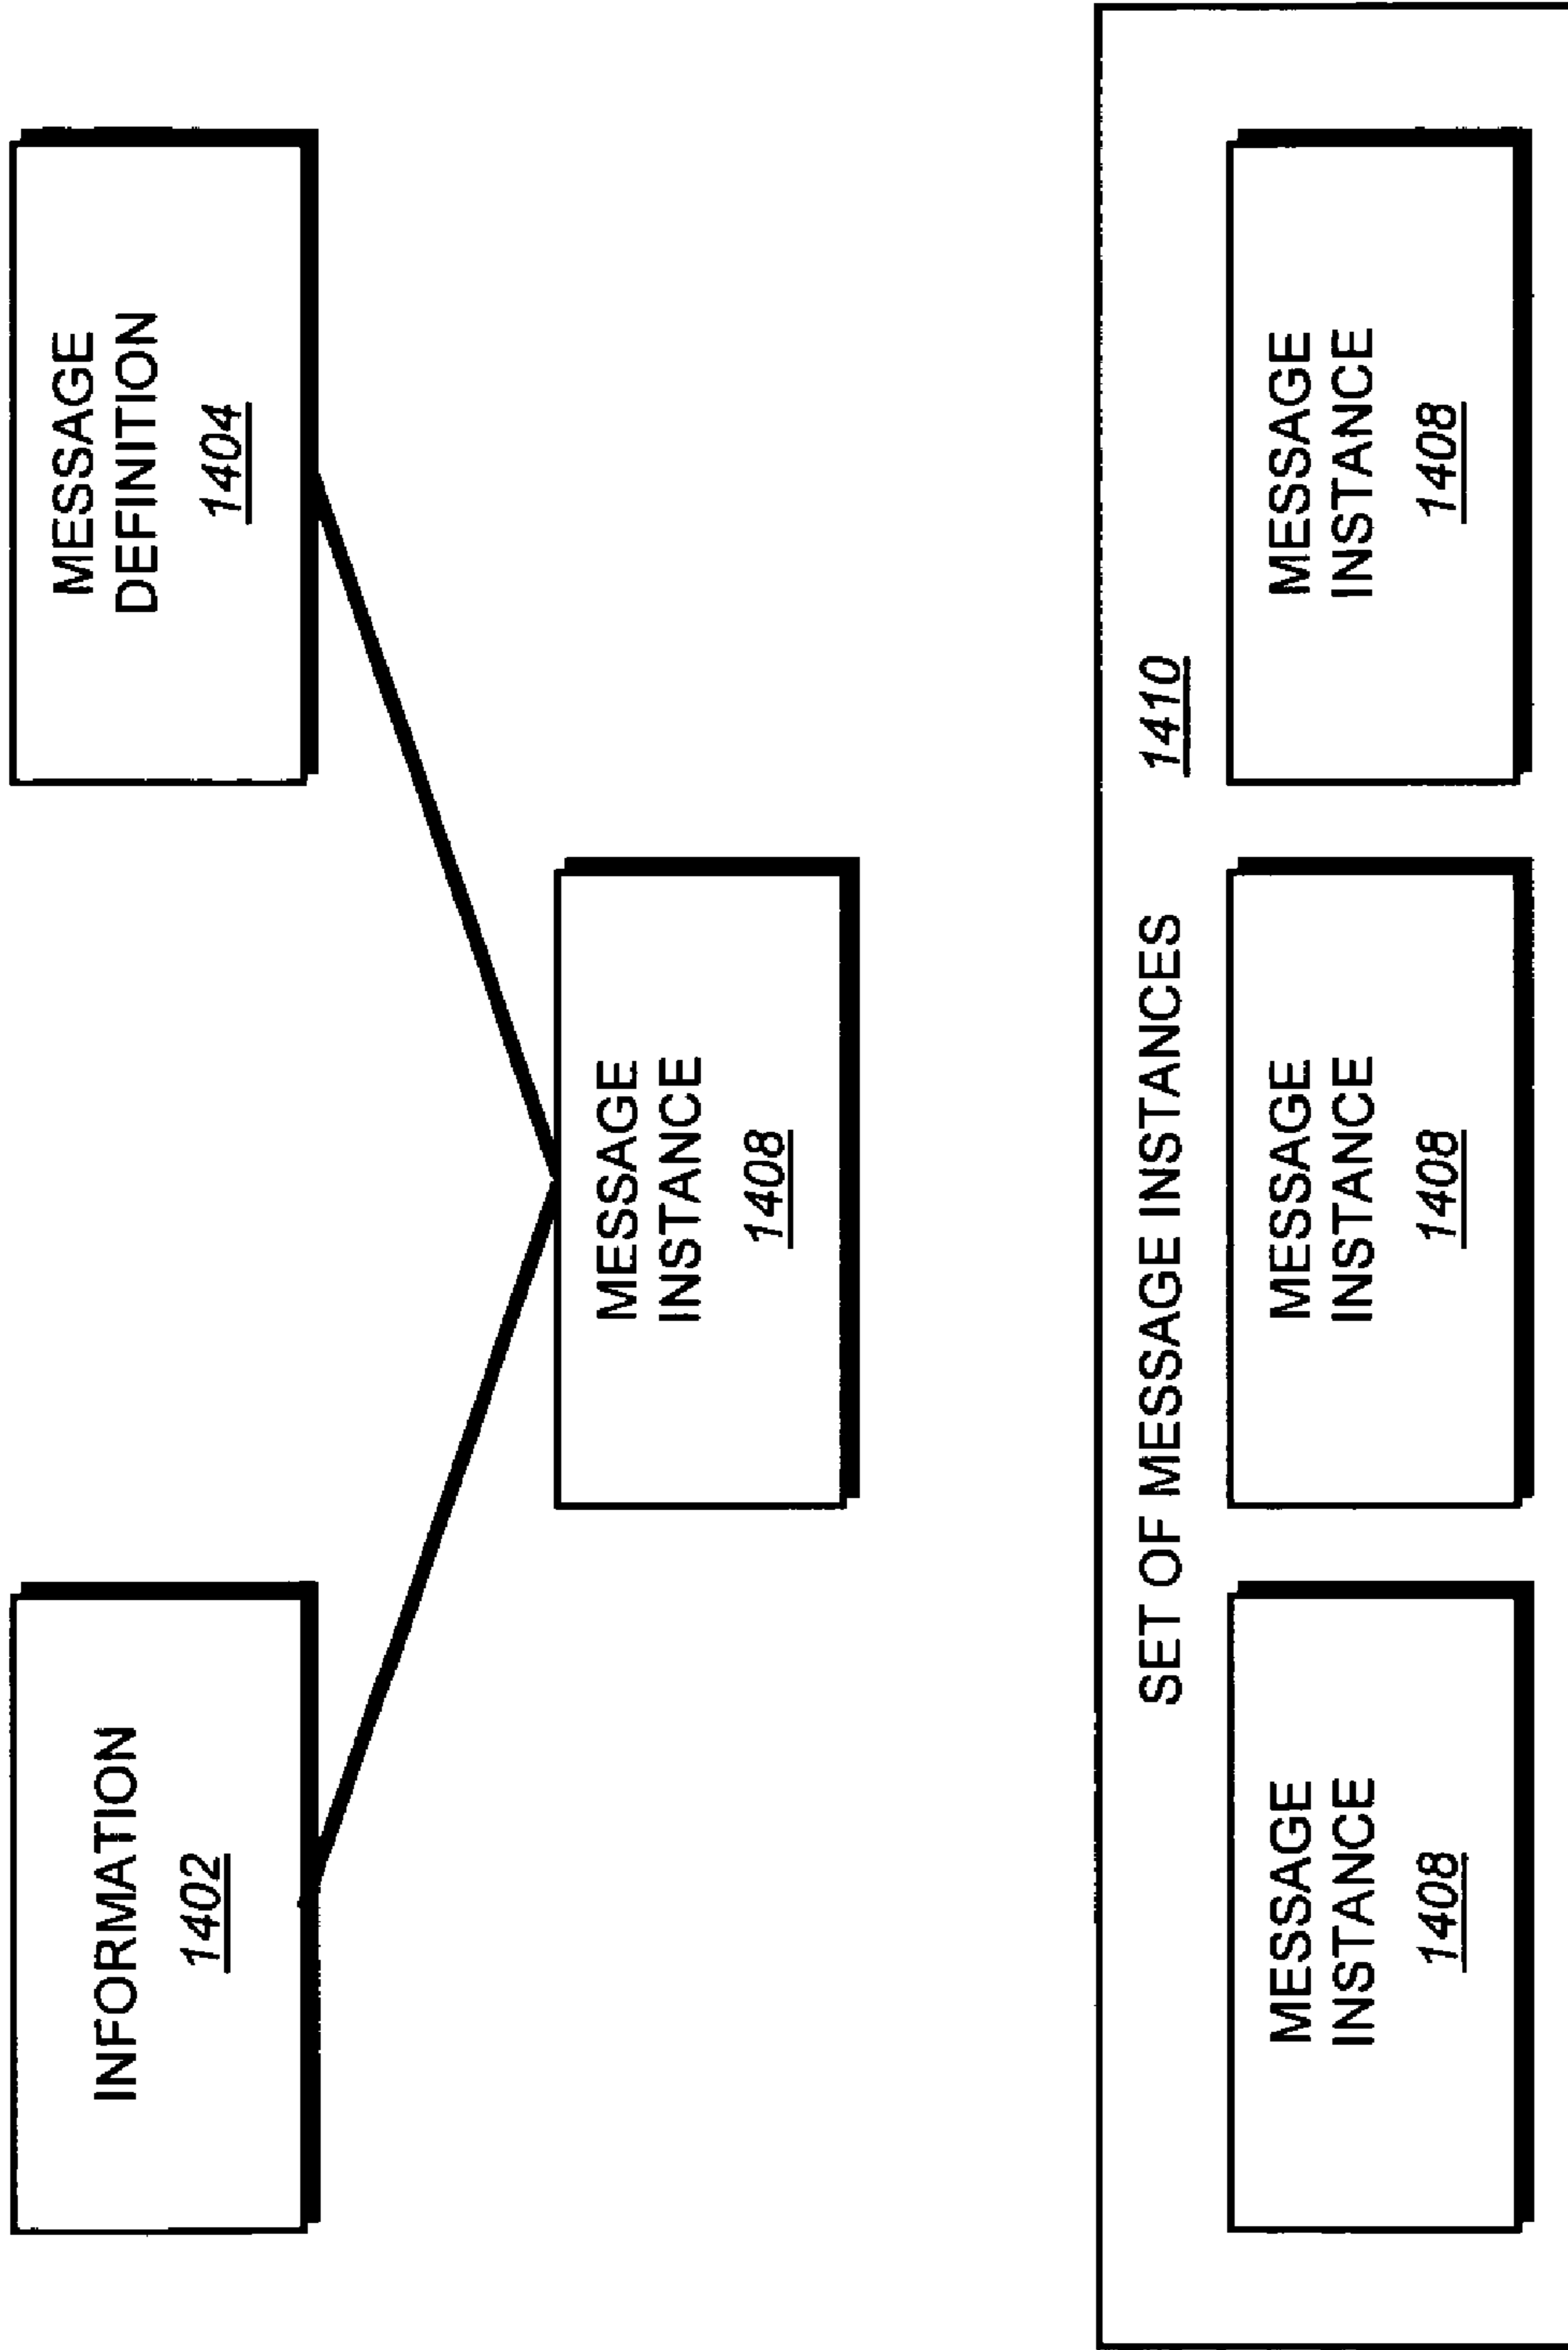 INFORMATION
1402
MESSAGE
DEFINITION
1404
MESSAGE
INSTANCE
1408
SET OF MESSAGE INSTANCES 1410
MESSAGE
INSTANCE
1408
MESSAGE
INSTANCE
1408
MESSAGE
INSTANCE
1408